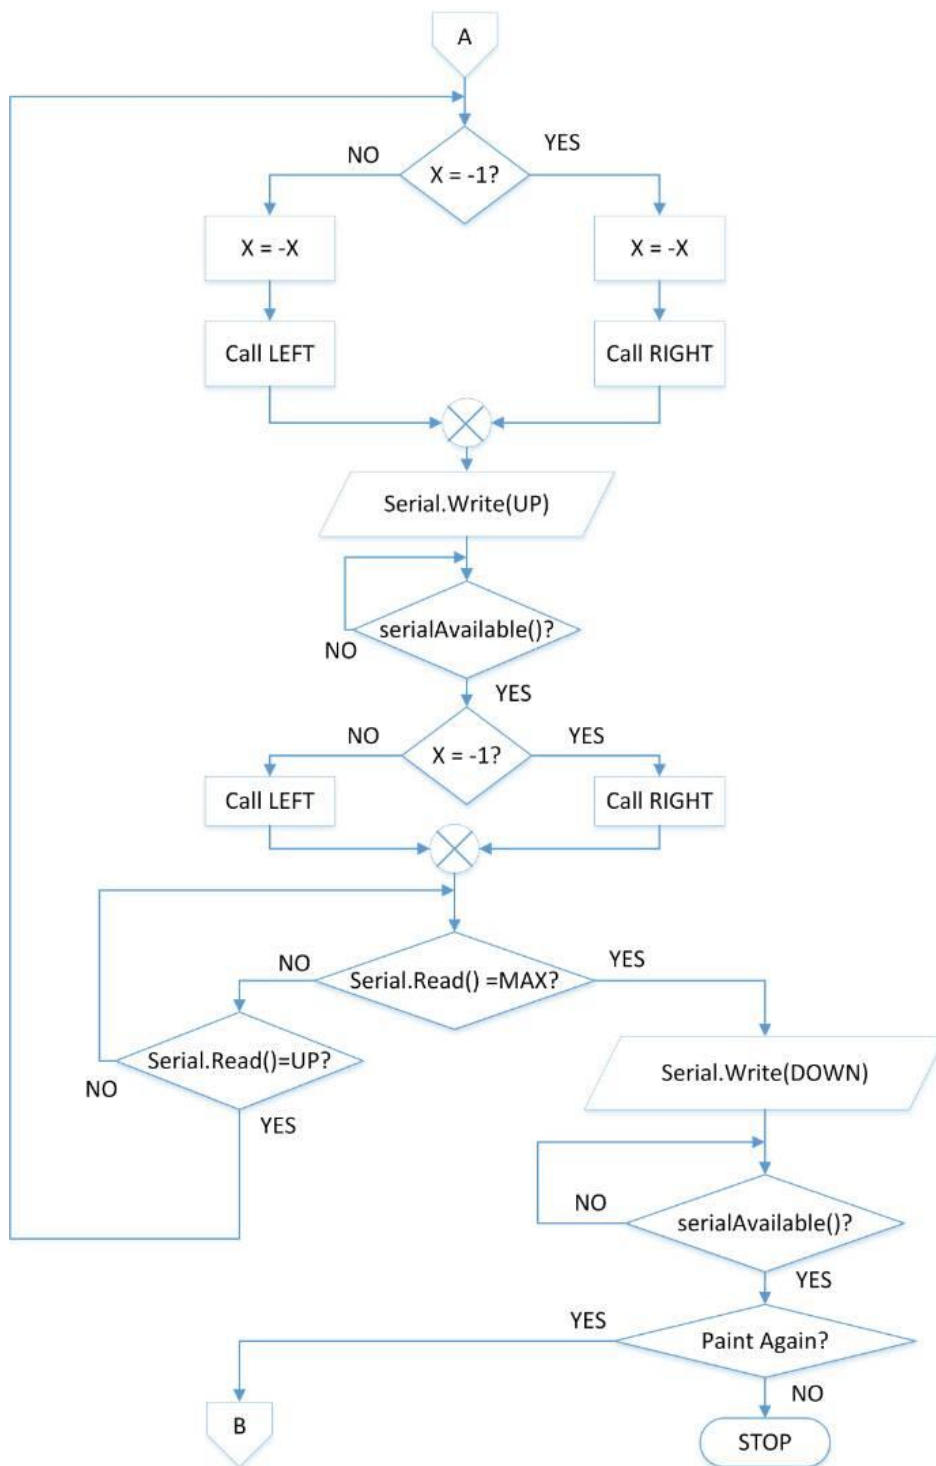 A
NO
YES
X = -1?
X = -X
X = -X
Call LEFT
Call RIGHT
Serial.Write(UP)
serialAvailable()?
NO
YES
NO
YES
X = -1?
Call LEFT
Call RIGHT
NO
YES
Serial.Read() =MAX?
Serial.Read()=UP?
NO
YES
Serial.Write(DOWN)
NO
serialAvailable()?
YES
YES
Paint Again?
NO
B
STOP